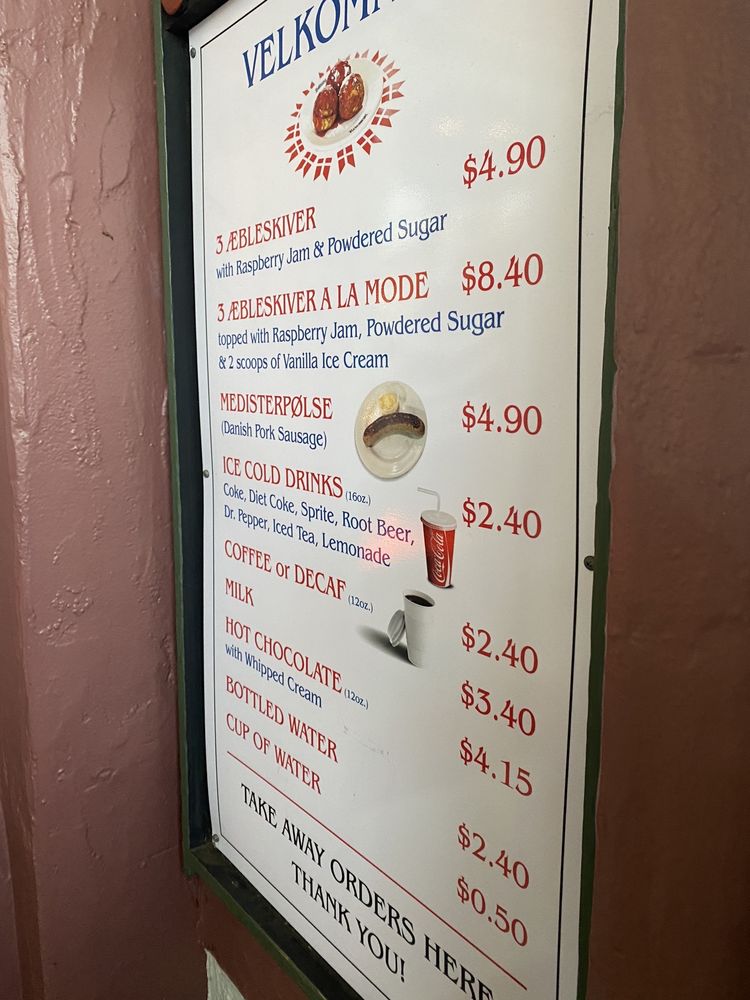 VELKOM
3 ÆBLESKIVER $4.90
with Raspberry Jam & Powdered Sugar
3 ÆBLESKIVER A LA MODE $8.40
topped with Raspberry Jam, Powdered Sugar
& 2 scoops of Vanilla Ice Cream
MEDISTERPØLSE $4.90
(Danish Pork Sausage)
ICE COLD DRINKS (16oz.) $2.40
Coke, Diet Coke, Sprite, Root Beer,
Dr. Pepper, Iced Tea, Lemonade
Coca-Cola
COFFEE or DECAF (12oz.) $2.40
MILK $3.40
HOT CHOCOLATE (12oz.) $4.15
with Whipped Cream
BOTTLED WATER $2.40
CUP OF WATER $0.50
TAKE AWAY ORDERS HERE
THANK YOU!